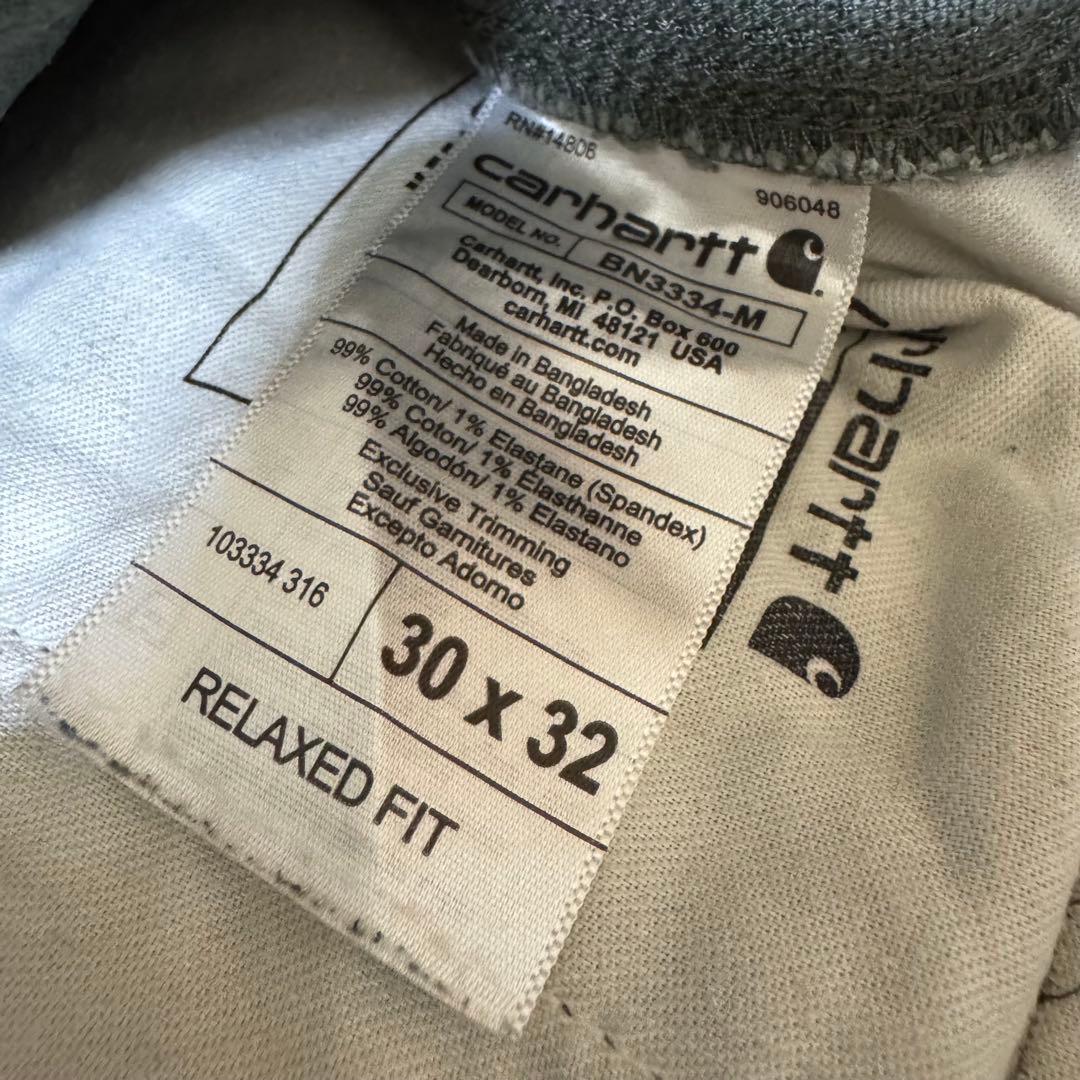 RN#14806
906048
carhartt
MODEL NO. BN3334-M
Carhartt, Inc. P.O. Box 600
Dearborn, MI 48121 USA
carhartt.com
Made in Bangladesh
Fabriqué au Bangladesh
Hecho en Bangladesh
99% Cotton/ 1% Elastane (Spandex)
99% Coton/ 1% Élasthanne
99% Algodón/ 1% Elastano
Exclusive Trimming
Sauf Garnitures
Excepto Adorno
103334 316
30 x 32
RELAXED FIT